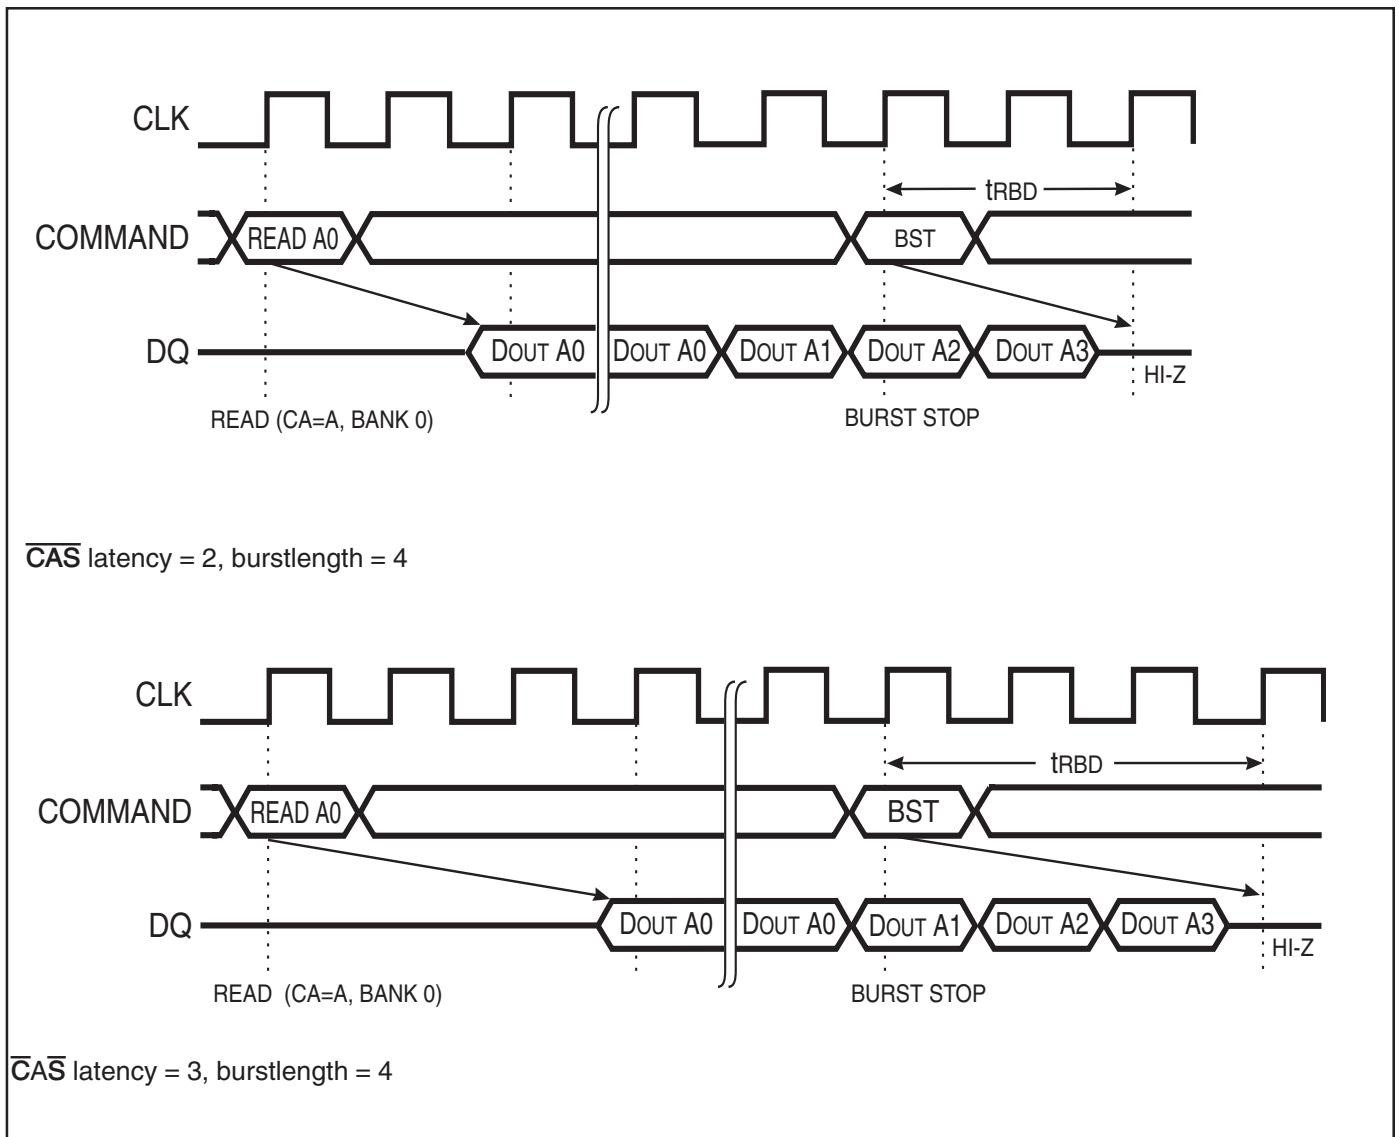 CLK
tRBD
COMMAND
READ A0
BST
DQ
DOUT A0
DOUT A0
DOUT A1
DOUT A2
DOUT A3
HI-Z
READ (CA=A, BANK 0)
BURST STOP
CAS latency = 2, burstlength = 4
CLK
tRBD
COMMAND
READ A0
BST
DQ
DOUT A0
DOUT A0
DOUT A1
DOUT A2
DOUT A3
HI-Z
READ (CA=A, BANK 0)
BURST STOP
CAS latency = 3, burstlength = 4